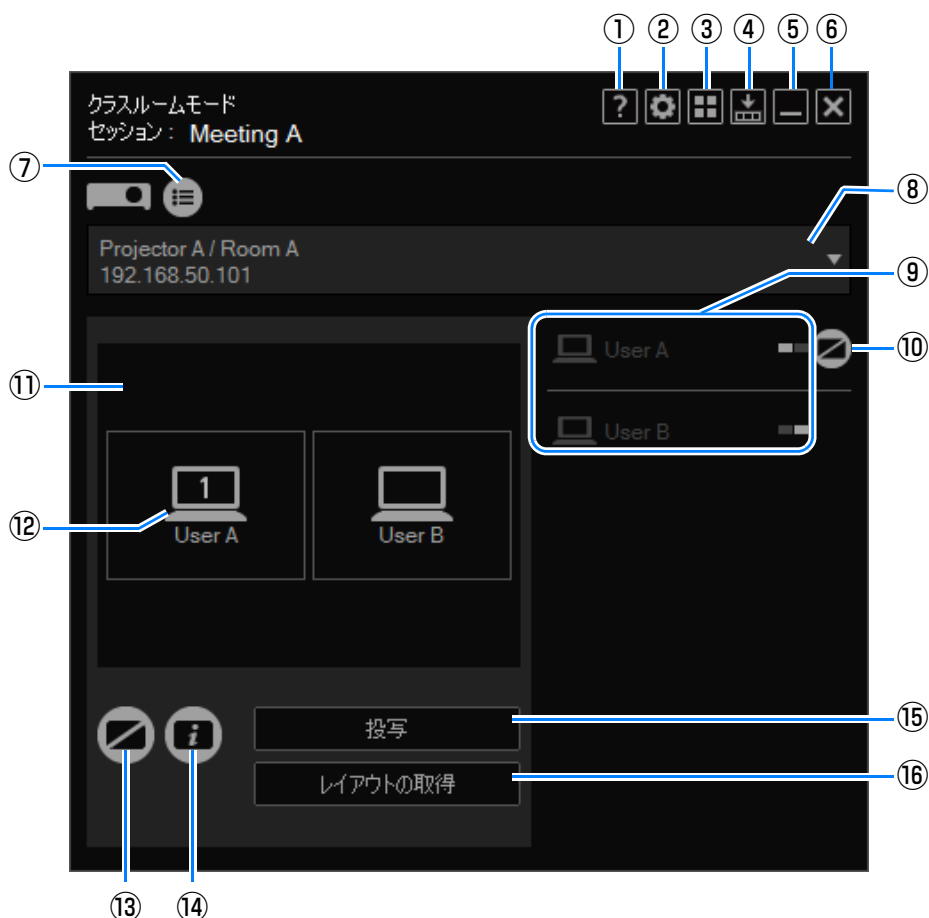 ① ② ③ ④ ⑤ ⑥
クラスルームモード
セッション： Meeting A
?
⑦
⑧
Projector A / Room A
192.168.50.101
⑨
User A
⑩
⑪
User B
1
⑫
User A
User B
投写
⑮
レイアウトの取得
⑯
i
⑬
⑭